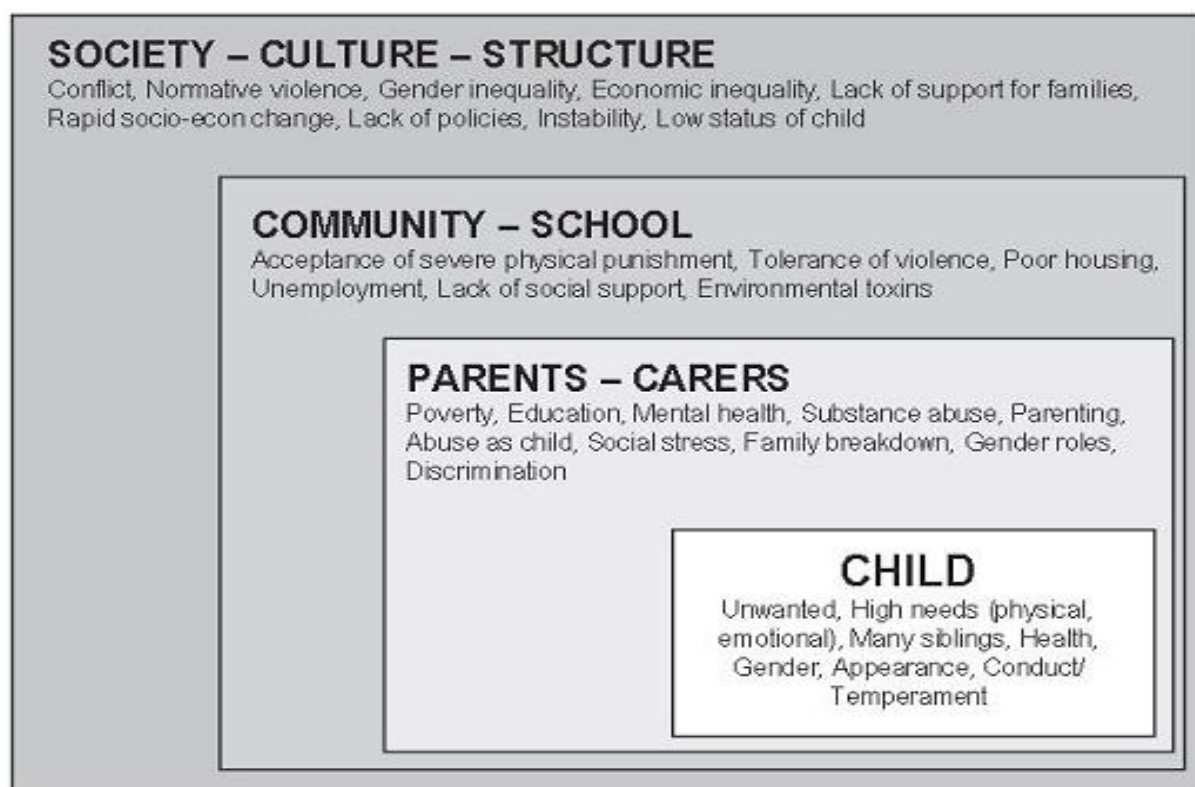 SOCIETY – CULTURE – STRUCTURE
Conflict, Normative violence, Gender inequality, Economic inequality, Lack of support for families,
Rapid socio-econ change, Lack of policies, Instability, Low status of child
COMMUNITY – SCHOOL
Acceptance of severe physical punishment, Tolerance of violence, Poor housing,
Unemployment, Lack of social support, Environmental toxins
PARENTS – CARERS
Poverty, Education, Mental health, Substance abuse, Parenting,
Abuse as child, Social stress, Family breakdown, Gender roles,
Discrimination
CHILD
Unwanted, High needs (physical,
emotional), Many siblings, Health,
Gender, Appearance, Conduct/
Temperament